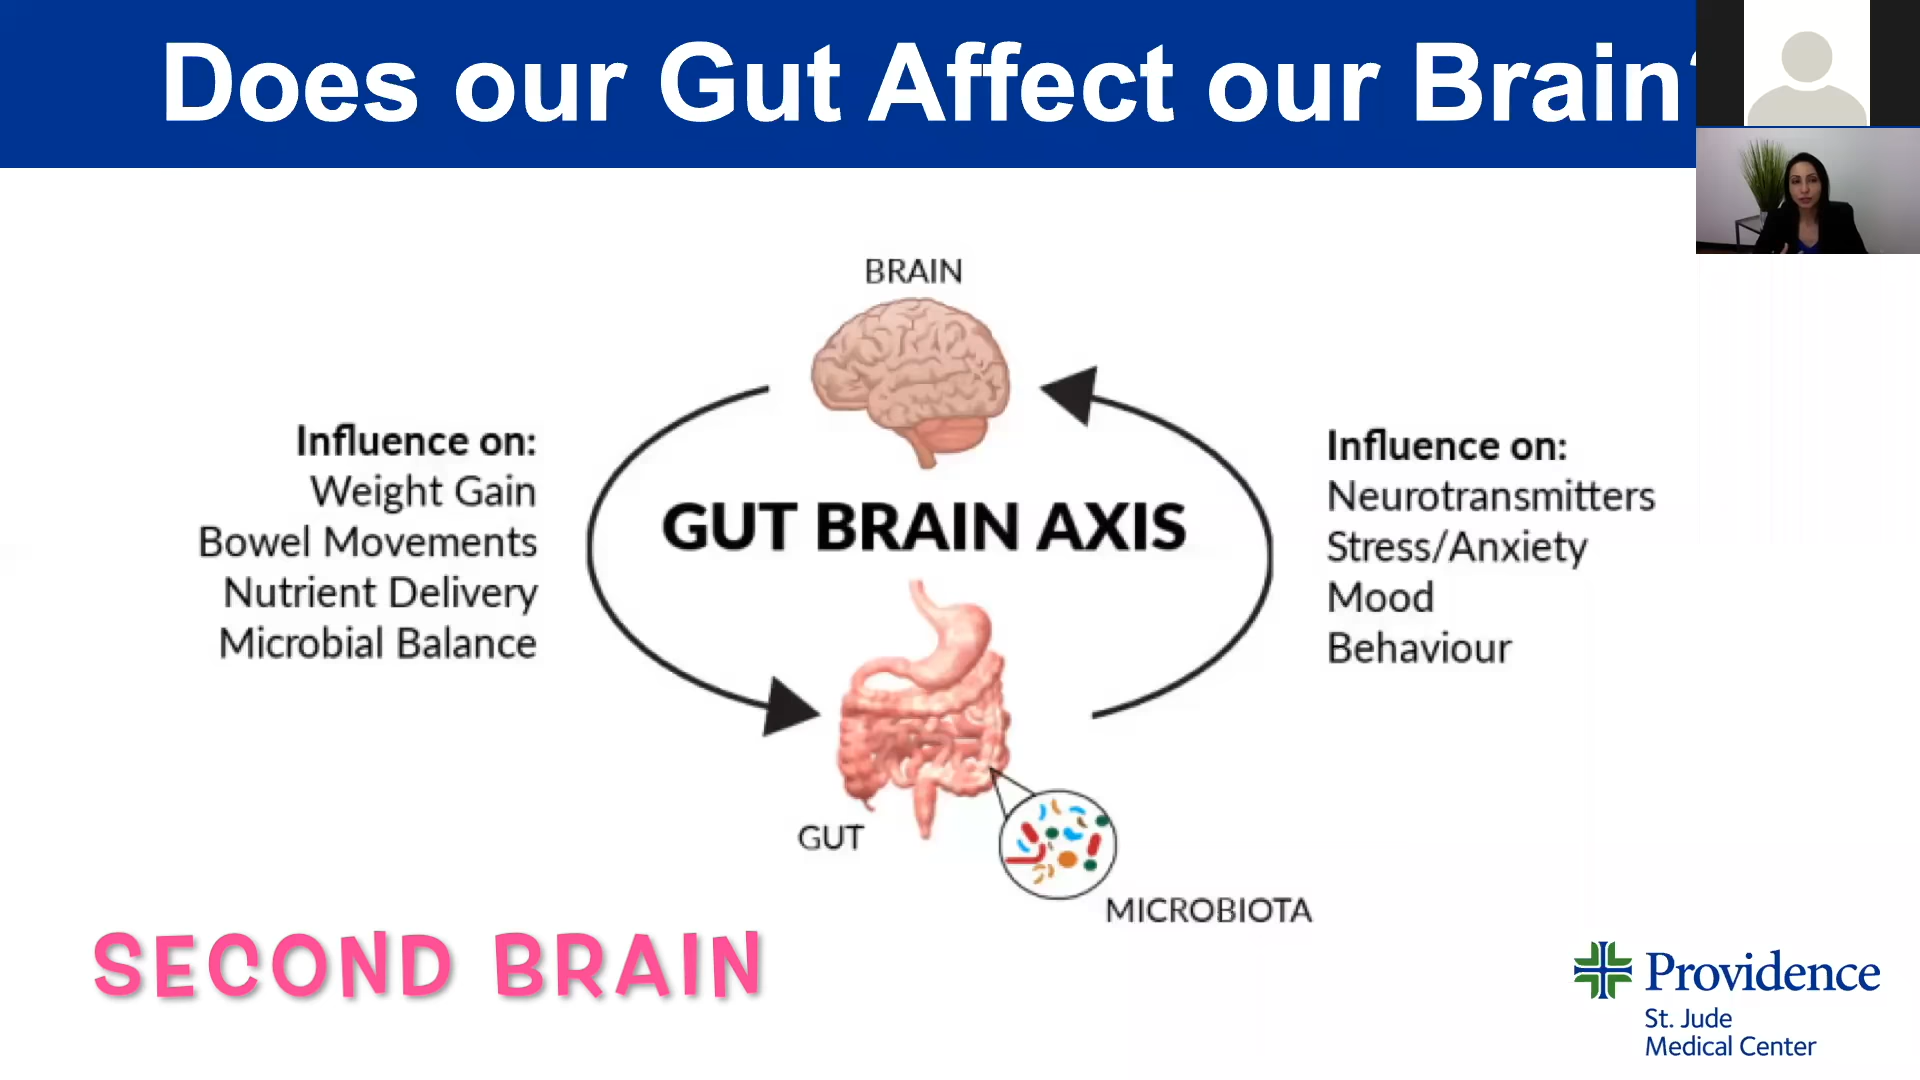 Does our Gut Affect our Brain?
BRAIN
Influence on:
Weight Gain
Bowel Movements
Nutrient Delivery
Microbial Balance
GUT BRAIN AXIS
Influence on:
Neurotransmitters
Stress/Anxiety
Mood
Behaviour
GUT
MICROBIOTA
SECOND BRAIN
Providence
St. Jude
Medical Center